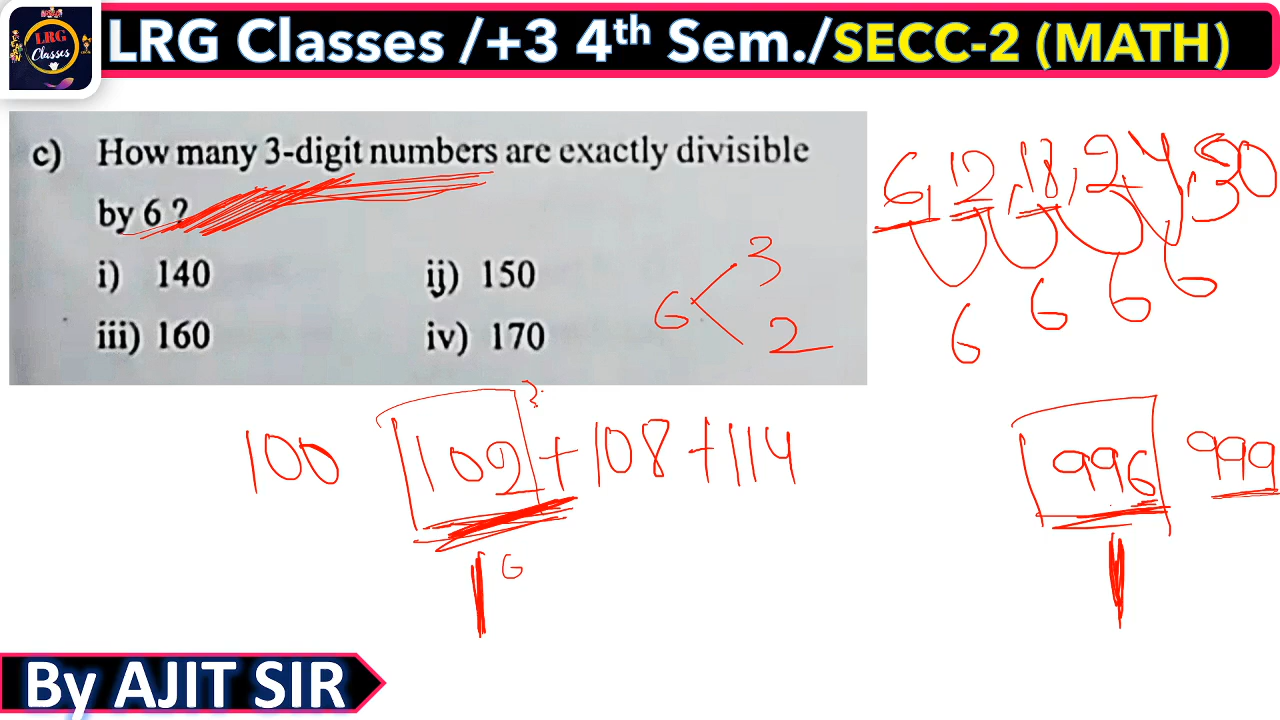 LRG Classes
LRG Classes /+3 4th Sem./SECC-2 (MATH)
c) How many 3-digit numbers are exactly divisible
by 6 ?
i) 140 ii) 150
iii) 160 iv) 170
6, 12, 18, 24, 30
6 6 6 6
6 3 2
100 102 + 108 + 114 996 999
6
By AJIT SIR